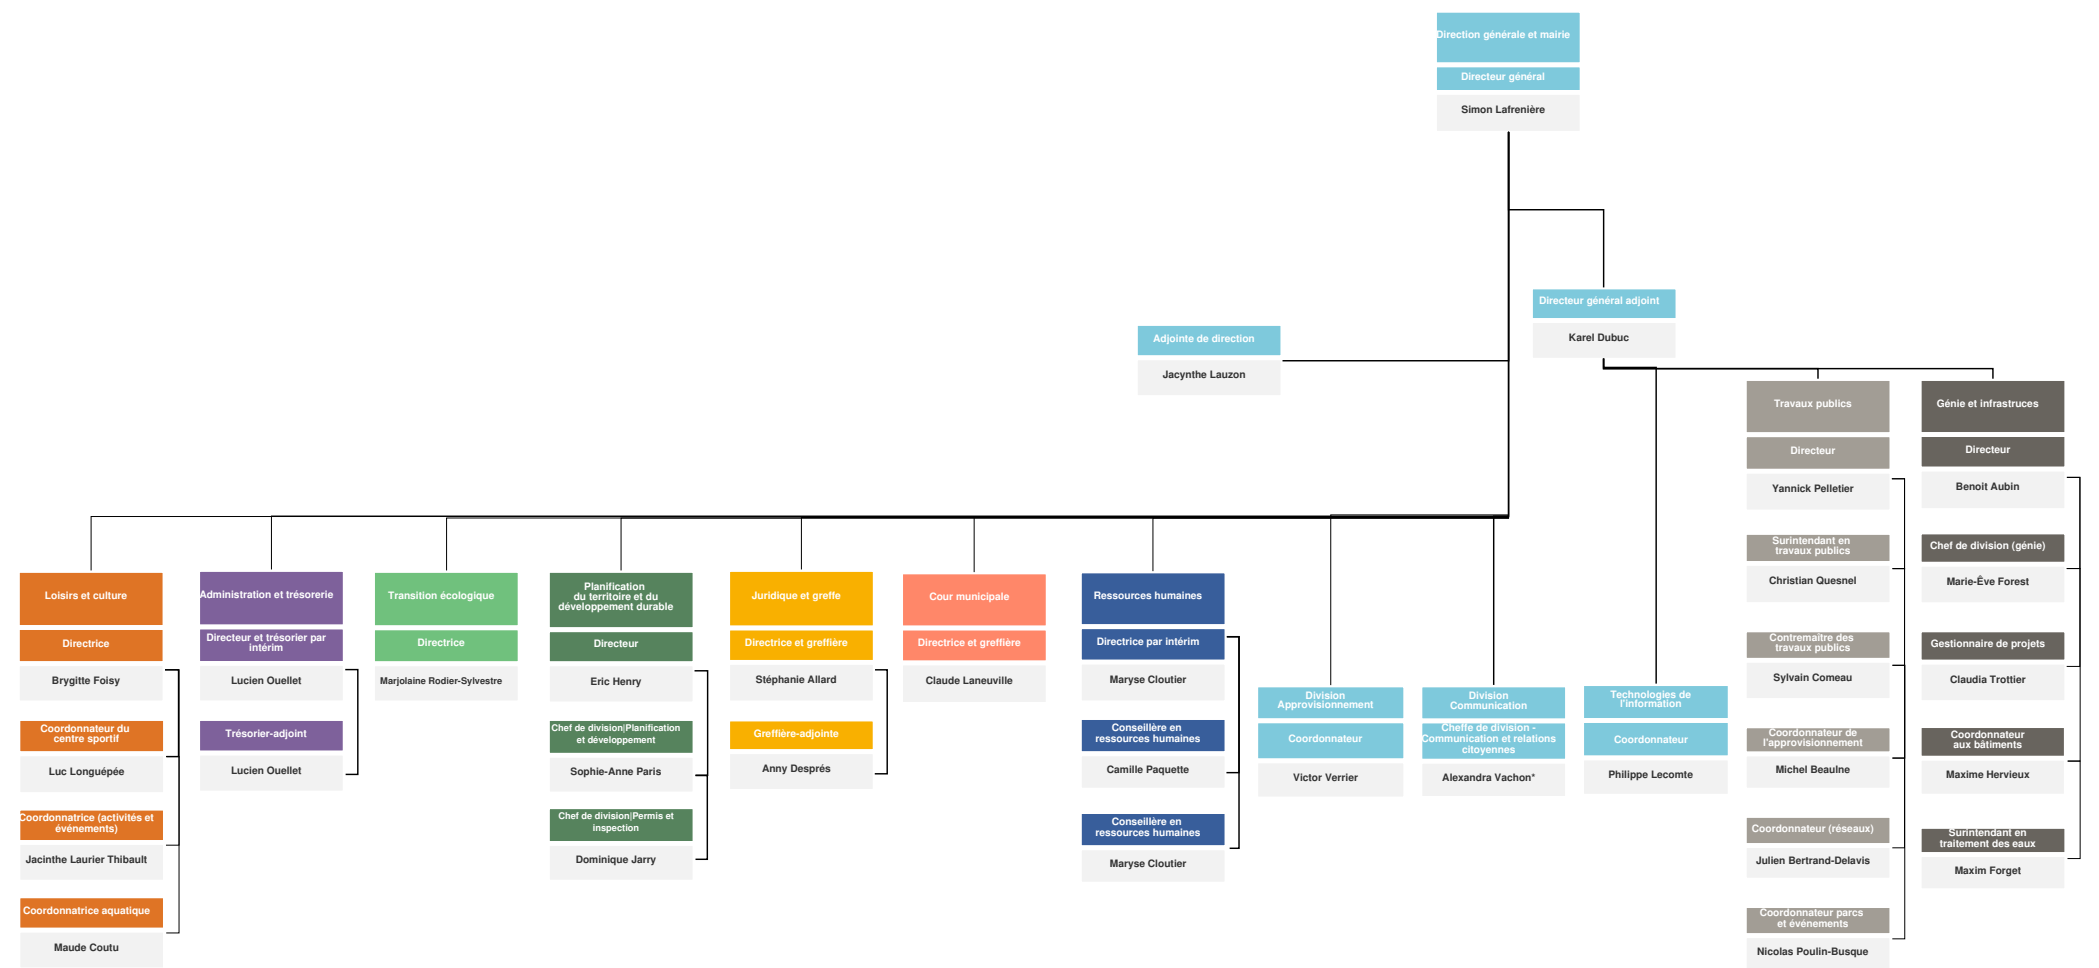 Direction générale et mairie
Directeur général
Simon Lafrenière
Directeur général adjoint
Karel Dubuc
Adjointe de direction
Jacynthe Lauzon
Loisirs et culture
Directrice
Brygitte Foisy
Coordonnateur du
centre sportif
Luc Longuépée
Coordonnatrice (activités et
événements)
Jacinthe Laurier Thibault
Coordonnatrice aquatique
Maude Coutu
Administration et trésorerie
Directeur et trésorier par
intérim
Lucien Ouellet
Trésorier-adjoint
Lucien Ouellet
Transition écologique
Directrice
Marjolaine Rodier-Sylvestre
Planification
du territoire et du
développement durable
Directeur
Eric Henry
Chef de division|Planification
et développement
Sophie-Anne Paris
Chef de division|Permis et
inspection
Dominique Jarry
Juridique et greffe
Directrice et greffière
Stéphanie Allard
Greffière-adjointe
Anny Després
Cour municipale
Directrice et greffière
Claude Laneuville
Ressources humaines
Directrice par intérim
Maryse Cloutier
Conseillère en
ressources humaines
Camille Paquette
Conseillère en
ressources humaines
Maryse Cloutier
Division
Approvisionnement
Coordonnateur
Victor Verrier
Division
Communication
Cheffe de division -
Communication et relations
citoyennes
Alexandra Vachon*
Technologies de
l'information
Coordonnateur
Philippe Lecomte
Travaux publics
Directeur
Yannick Pelletier
Surintendant en
travaux publics
Christian Quesnel
Contremaître des
travaux publics
Sylvain Comeau
Coordonnateur de
l'approvisionnement
Michel Beaulne
Coordonnateur (réseaux)
Julien Bertrand-Delavis
Coordonnateur parcs
et événements
Nicolas Poulin-Busque
Génie et infrastruces
Directeur
Benoit Aubin
Chef de division (génie)
Marie-Êve Forest
Gestionnaire de projets
Claudia Trottier
Coordonnateur
aux bâtiments
Maxime Hervieux
Surintendant en
traitement des eaux
Maxim Forget